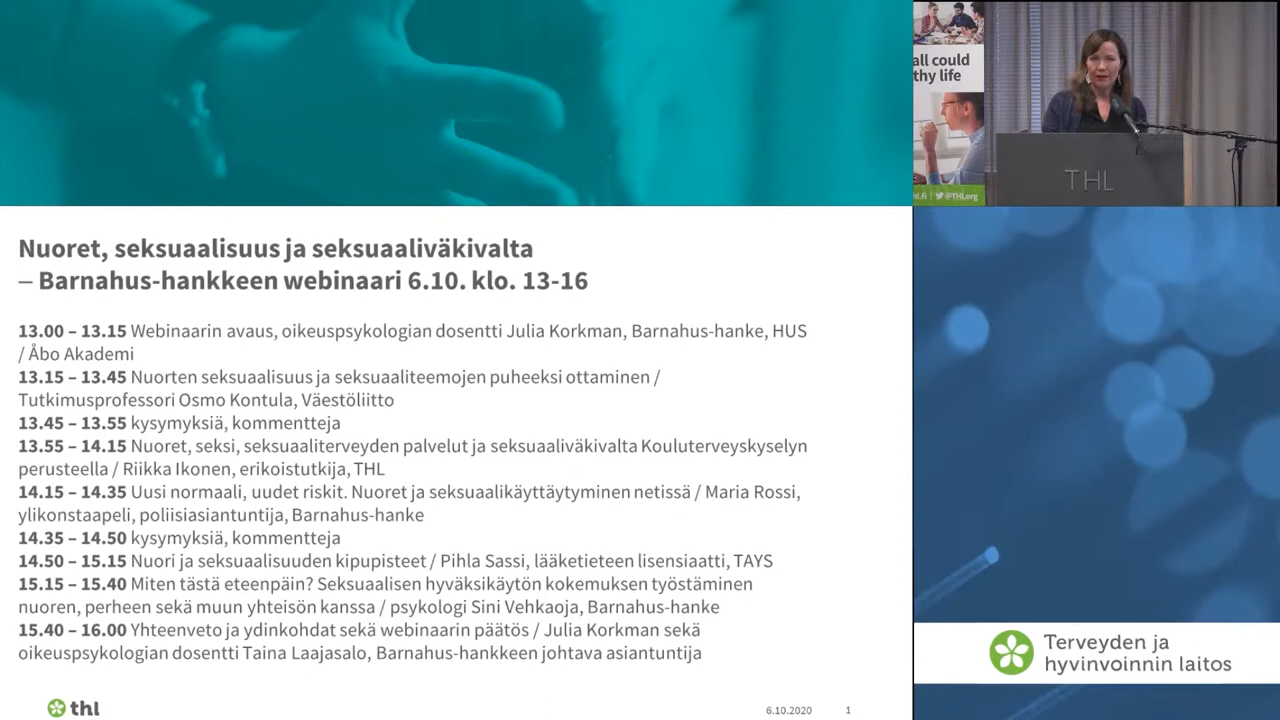 Nuoret, seksuaalisuus ja seksuaaliväkivalta
– Barnahus-hankkeen webinaari 6.10. klo. 13-16
13.00 – 13.15 Webinaarin avaus, oikeuspsykologian dosentti Julia Korkman, Barnahus-hanke, HUS
/ Åbo Akademi
13.15 – 13.45 Nuorten seksuaalisuus ja seksuaaliteemojen puheeksi ottaminen /
Tutkimusprofessori Osmo Kontula, Väestöliitto
13.45 – 13.55 kysymyksiä, kommentteja
13.55 – 14.15 Nuoret, seksi, seksuaaliterveyden palvelut ja seksuaaliväkivalta Kouluterveyskyselyn
perusteella / Riikka Ikonen, erikoistutkija, THL
14.15 – 14.35 Uusi normaali, uudet riskit. Nuoret ja seksuaalikäyttäytyminen netissä / Maria Rossi,
ylikonstaapeli, poliisiasiantuntija, Barnahus-hanke
14.35 – 14.50 kysymyksiä, kommentteja
14.50 – 15.15 Nuori ja seksuaalisuuden kipupisteet / Pihla Sassi, lääketieteen lisensiaatti, TAYS
15.15 – 15.40 Miten tästä eteenpäin? Seksuaalisen hyväksikäytön kokemuksen työstäminen
nuoren, perheen sekä muun yhteisön kanssa / psykologi Sini Vehkaoja, Barnahus-hanke
15.40 – 16.00 Yhteenveto ja ydinkohdat sekä webinaarin päätös / Julia Korkman sekä
oikeuspsykologian dosentti Taina Laajasalo, Barnahus-hankkeen johtava asiantuntija
thl
6.10.2020
1
all could
thy life
THL
@THLorg
Terveyden ja
hyvinvoinnin laitos